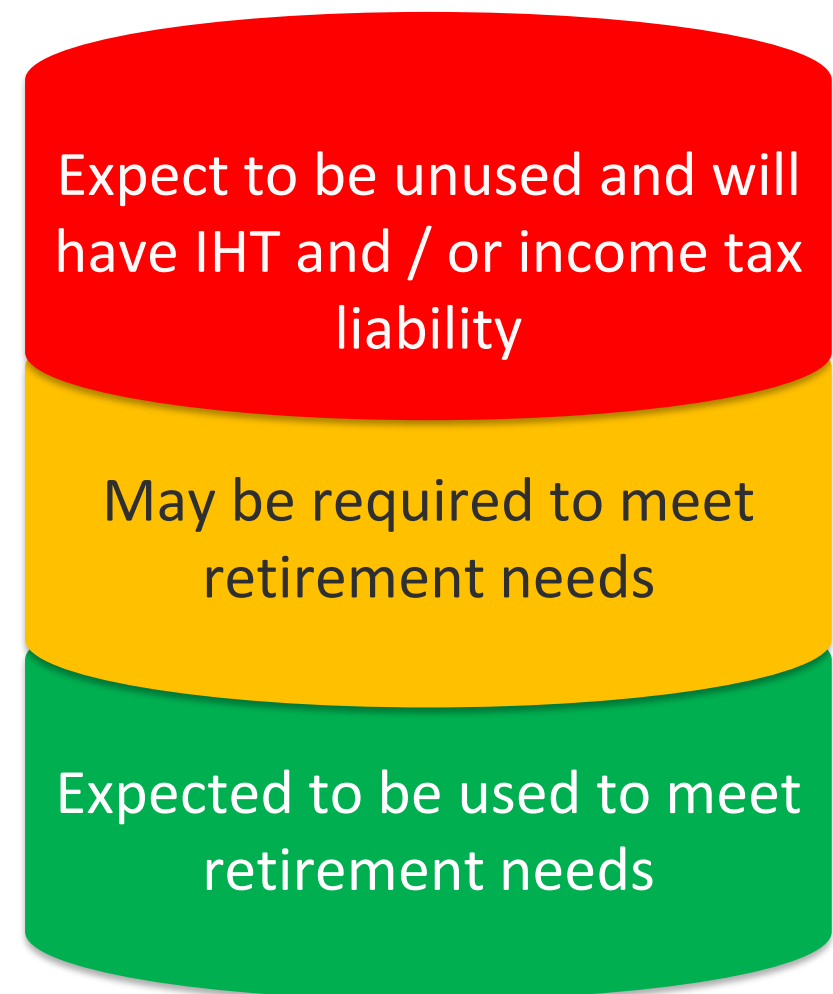 Expect to be unused and will
have IHT and / or income tax
liability
May be required to meet
retirement needs
Expected to be used to meet
retirement needs